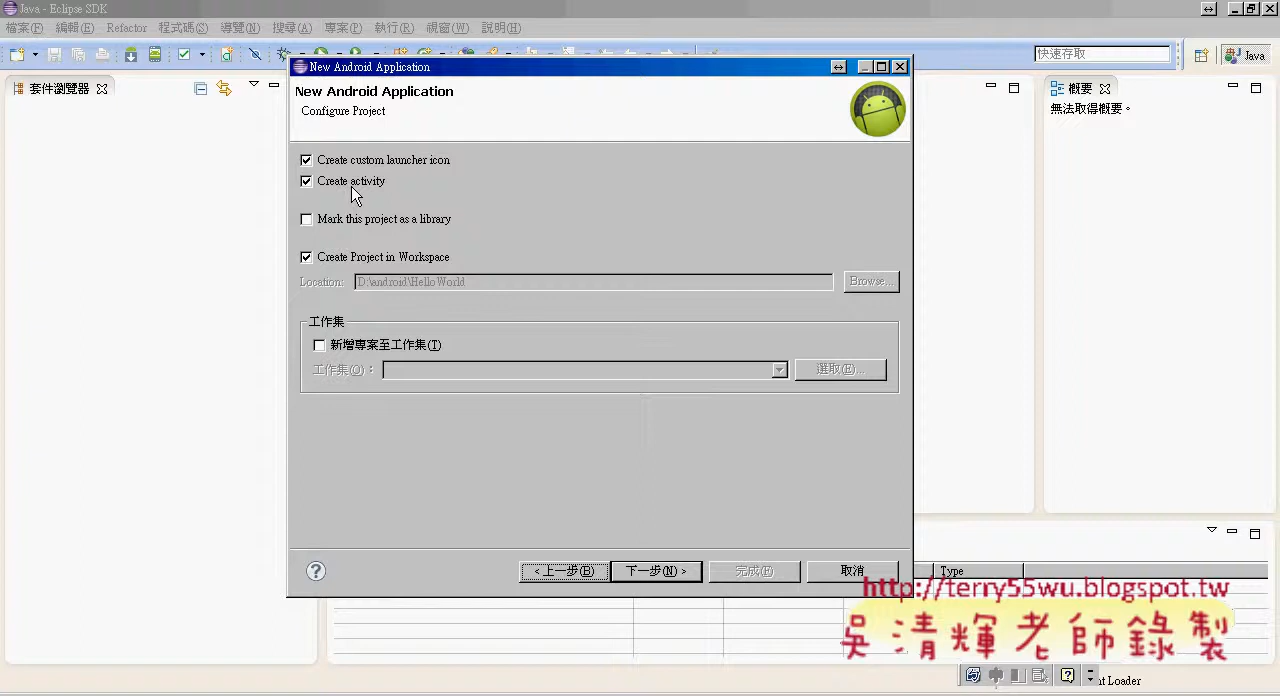 Java - Eclipse SDK
檔案(F) 編輯(E) Refactor 程式碼(S) 導覽(N) 搜尋(A) 專案(P) 執行(R) 視窗(W) 說明(H)
快速存取
Java
套件瀏覽器
New Android Application
New Android Application
Configure Project
Create custom launcher icon
Create activity
Mark this project as a library
Create Project in Workspace
Location: D:\android\HelloWorld Browse...
工作集
新增專案至工作集(T)
工作集(O)： 選取(E)...
< 上一步(B) 下一步(N) > 完成(F) 取消
概要
無法取得概要。
Type
http://terry55wu.blogspot.tw
吳清輝老師錄製
nt Loader